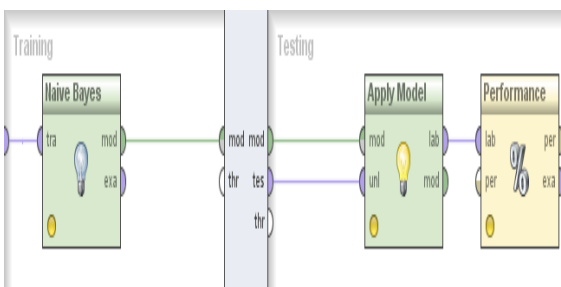 Training
Naive Bayes
tra
mod
exa
mod
thr
mod
tes
thr
Testing
Apply Model
mod
unl
lab
mod
Performance
lab
per
%
per
exa